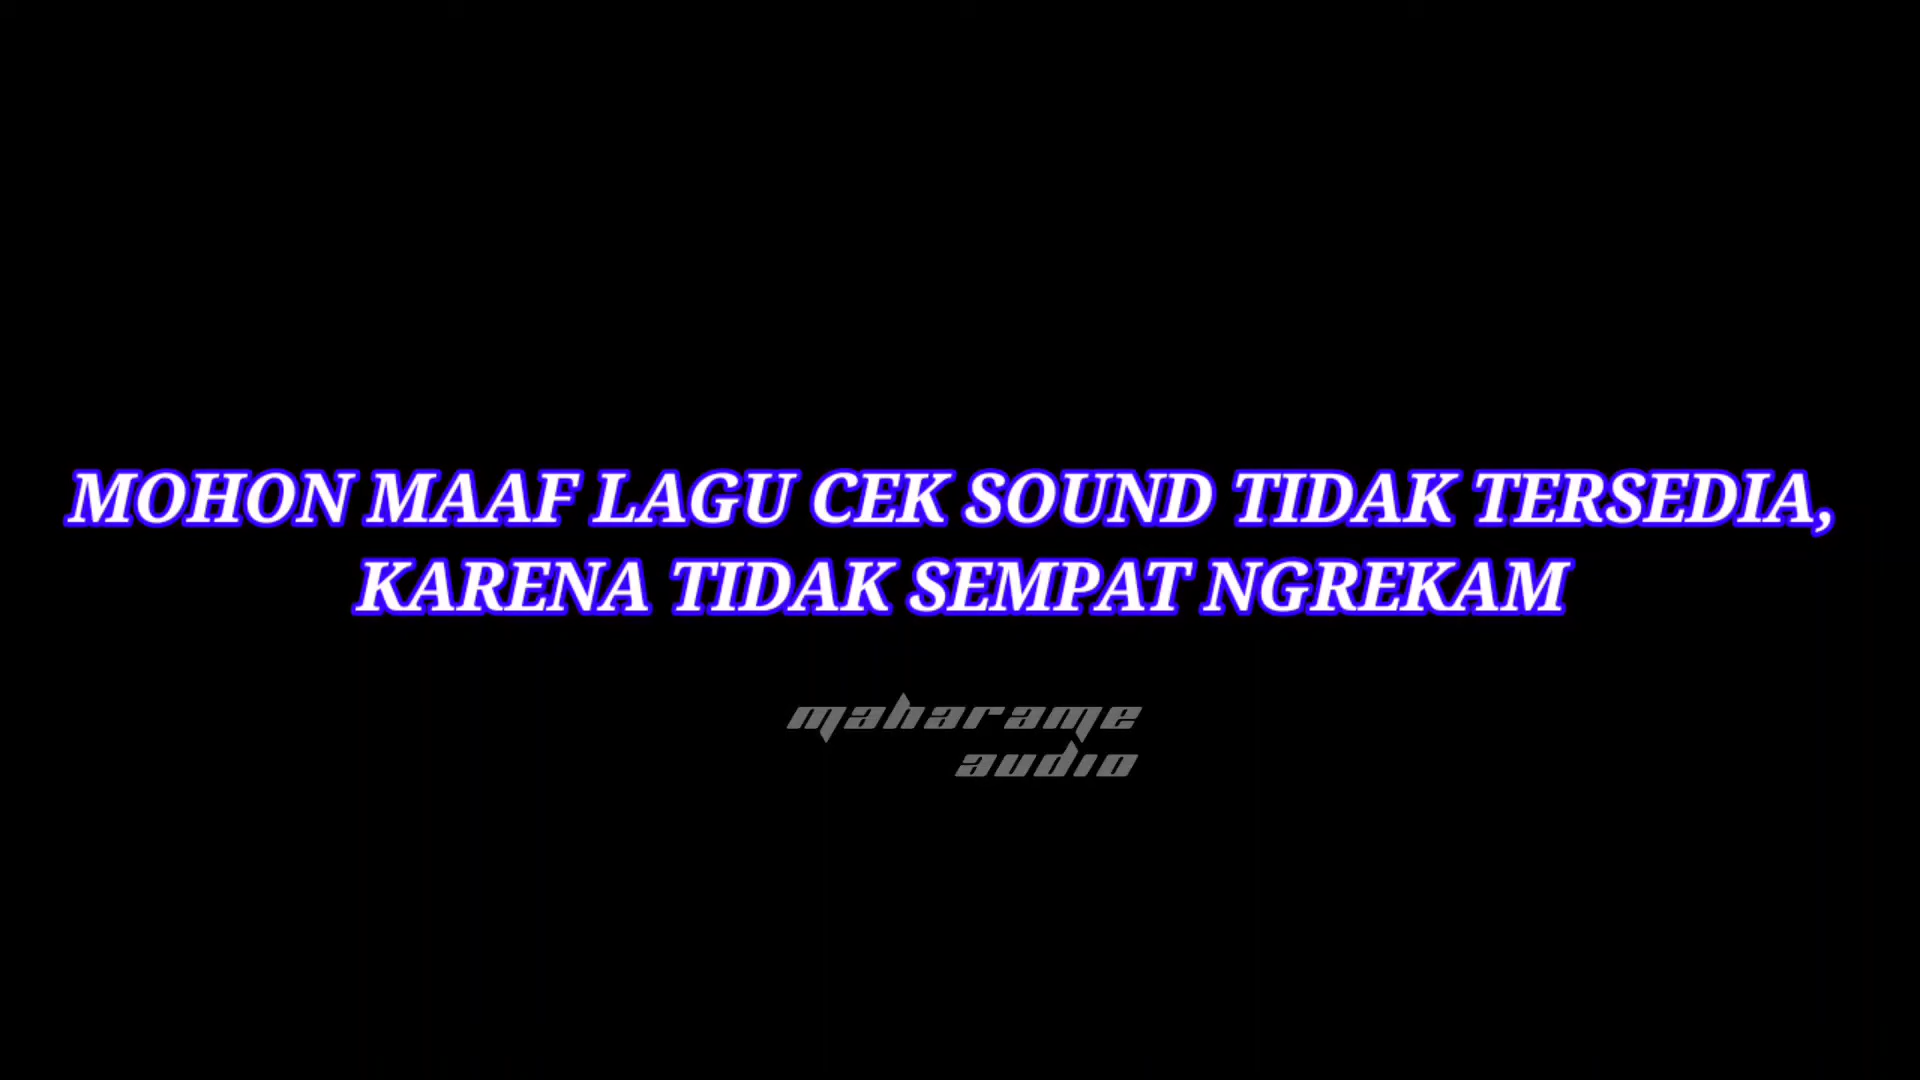 MOHON MAAF LAGU CEK SOUND TIDAK TERSEDIA,
KARENA TIDAK SEMPAT NGREKAM
maharame
audio